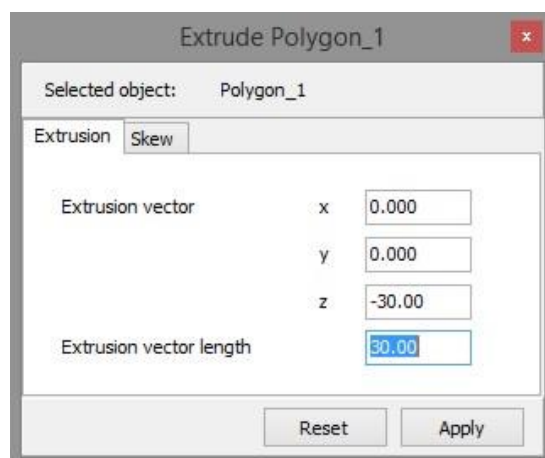 Extrude Polygon_1
x
Selected object: Polygon_1
Extrusion Skew
Extrusion vector x 0.000
y 0.000
z -30.00
Extrusion vector length 30.00
Reset Apply